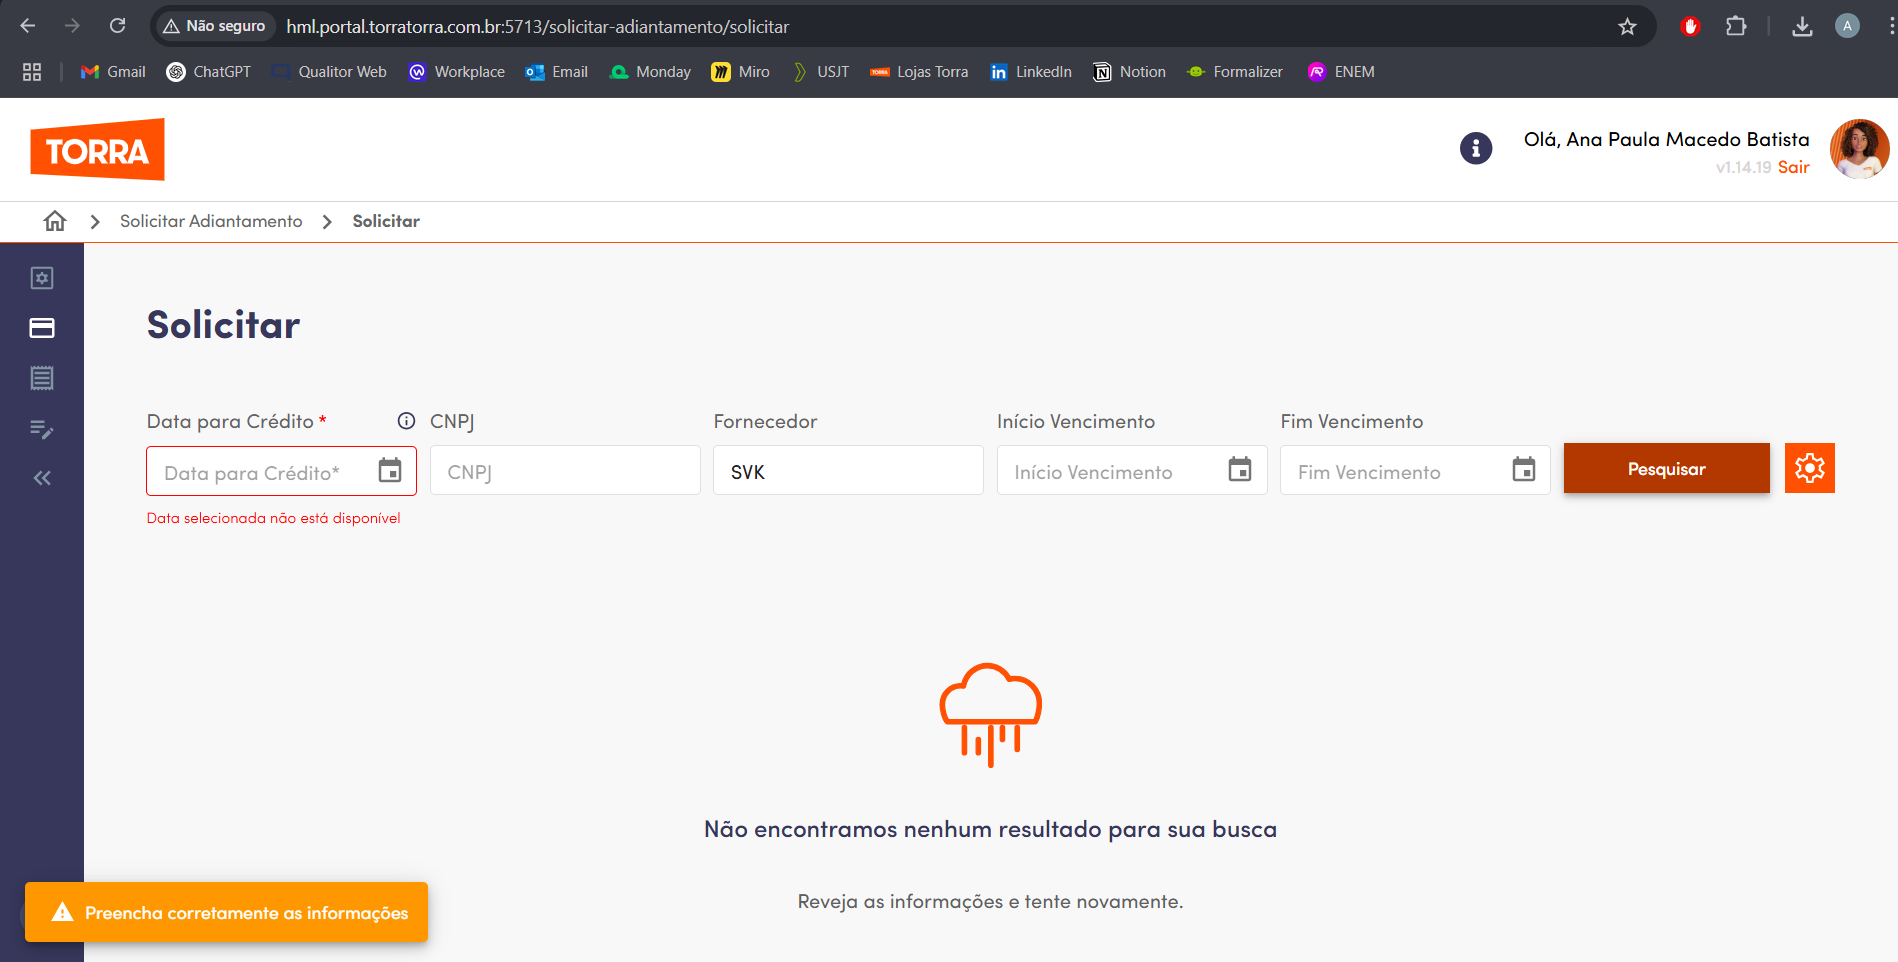 Não seguro
hml.portal.torratorra.com.br:5713/solicitar-adiantamento/solicitar
A
Gmail
ChatGPT
Qualitor Web
Workplace
Email
Monday
Miro
USJT
Lojas Torra
LinkedIn
Notion
Formalizer
ENEM
TORRA
Olá, Ana Paula Macedo Batista
v1.14.19 Sair
Solicitar Adiantamento
Solicitar
Solicitar
Data para Crédito *
CNPJ
Fornecedor
Início Vencimento
Fim Vencimento
Data para Crédito*
CNPJ
SVK
Início Vencimento
Fim Vencimento
Pesquisar
Data selecionada não está disponível
Não encontramos nenhum resultado para sua busca
Reveja as informações e tente novamente.
Preencha corretamente as informações